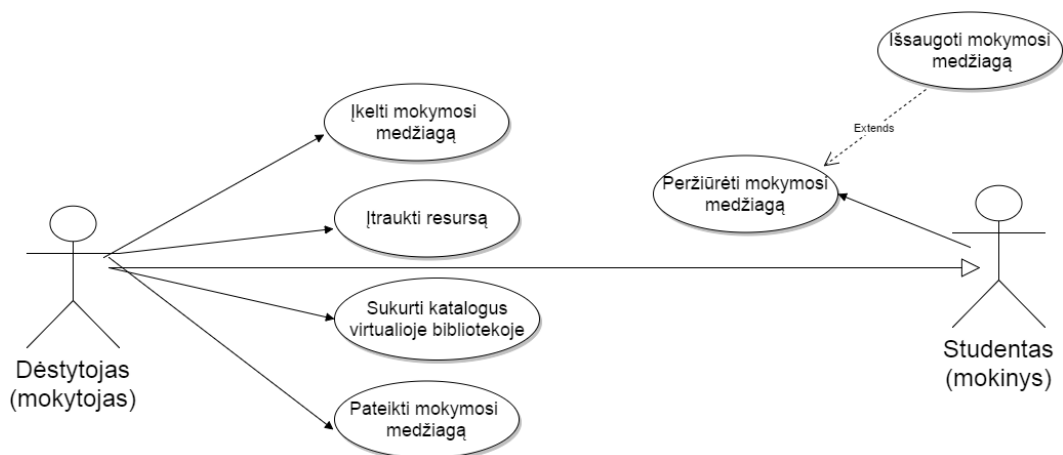 Išsaugoti mokymosi
medžiagą
Įkelti mokymosi
medžiagą
Extends
Peržiūrėti mokymosi
medžiagą
Įtraukti resursą
Sukurti katalogus
virtualioje bibliotekoje
Dėstytojas
(mokytojas)
Studentas
(mokinys)
Pateikti mokymosi
medžiagą